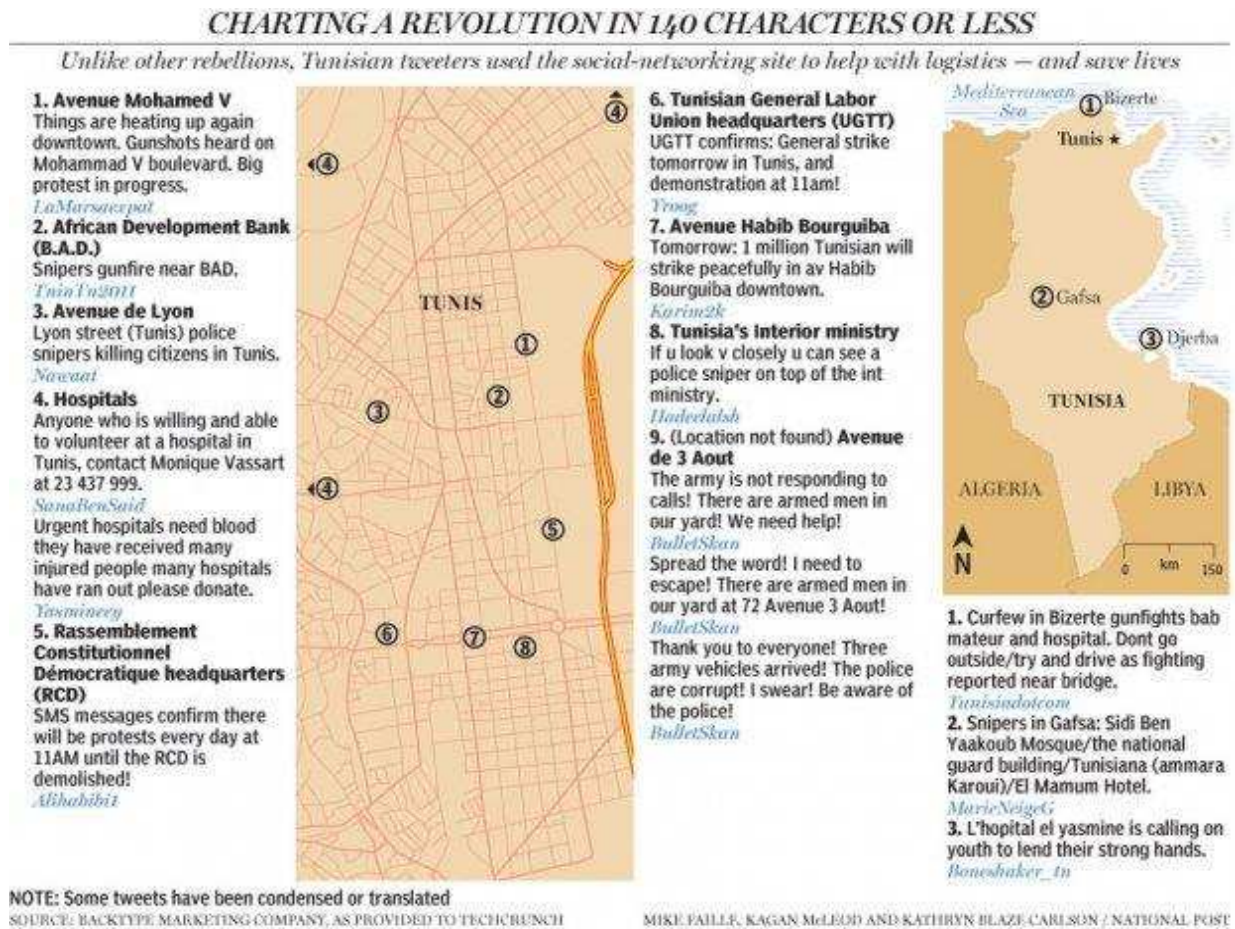 CHARTING A REVOLUTION IN 140 CHARACTERS OR LESS
Unlike other rebellions, Tunisian tweeters used the social-networking site to help with logistics — and save lives
1. Avenue Mohamed V
Things are heating up again
downtown. Gunshots heard on
Mohammad V boulevard. Big
protest in progress.
LaMarsaexpat
2. African Development Bank
(B.A.D.)
Snipers gunfire near BAD.
TninTn2011
3. Avenue de Lyon
Lyon street (Tunis) police
snipers killing citizens in Tunis.
Nawaat
4. Hospitals
Anyone who is willing and able
to volunteer at a hospital in
Tunis, contact Monique Vassart
at 23 437 999.
SanaBenSaid
Urgent hospitals need blood
they have received many
injured people many hospitals
have ran out please donate.
Yasmineey
5. Rassemblement
Constitutionnel
Démocratique headquarters
(RCD)
SMS messages confirm there
will be protests every day at
11AM until the RCD is
demolished!
Alihabibi1
4
4
TUNIS
1
2
3
4
5
6
7
8
6. Tunisian General Labor
Union headquarters (UGTT)
UGTT confirms: General strike
tomorrow in Tunis, and
demonstration at 11am!
Yroog
7. Avenue Habib Bourguiba
Tomorrow: 1 million Tunisian will
strike peacefully in av Habib
Bourguiba downtown.
Karim2k
8. Tunisia's Interior ministry
If u look v closely u can see a
police sniper on top of the int
ministry.
Hadeelalsh
9. (Location not found) Avenue
de 3 Aout
The army is not responding to
calls! There are armed men in
our yard! We need help!
BulletSkan
Spread the word! I need to
escape! There are armed men in
our yard at 72 Avenue 3 Aout!
BulletSkan
Thank you to everyone! Three
army vehicles arrived! The police
are corrupt! I swear! Be aware of
the police!
BulletSkan
Mediterranean
Sea
1 Bizerte
Tunis
2 Gafsa
3 Djerba
TUNISIA
ALGERIA
LIBYA
N
0 km 150
1. Curfew in Bizerte gunfights bab
mateur and hospital. Dont go
outside/try and drive as fighting
reported near bridge.
Tunisiadotcom
2. Snipers in Gafsa: Sidi Ben
Yaakoub Mosque/the national
guard building/Tunisiana (ammara
Karoui)/El Mamum Hotel.
MarieNeigeG
3. L'hopital el yasmine is calling on
youth to lend their strong hands.
Boneshaker_tn
NOTE: Some tweets have been condensed or translated
SOURCE: BACKTYPE MARKETING COMPANY, AS PROVIDED TO TECHCRUNCH
MIKE FAILLE, KAGAN McLEOD AND KATHRYN BLAZE CARLSON / NATIONAL POST